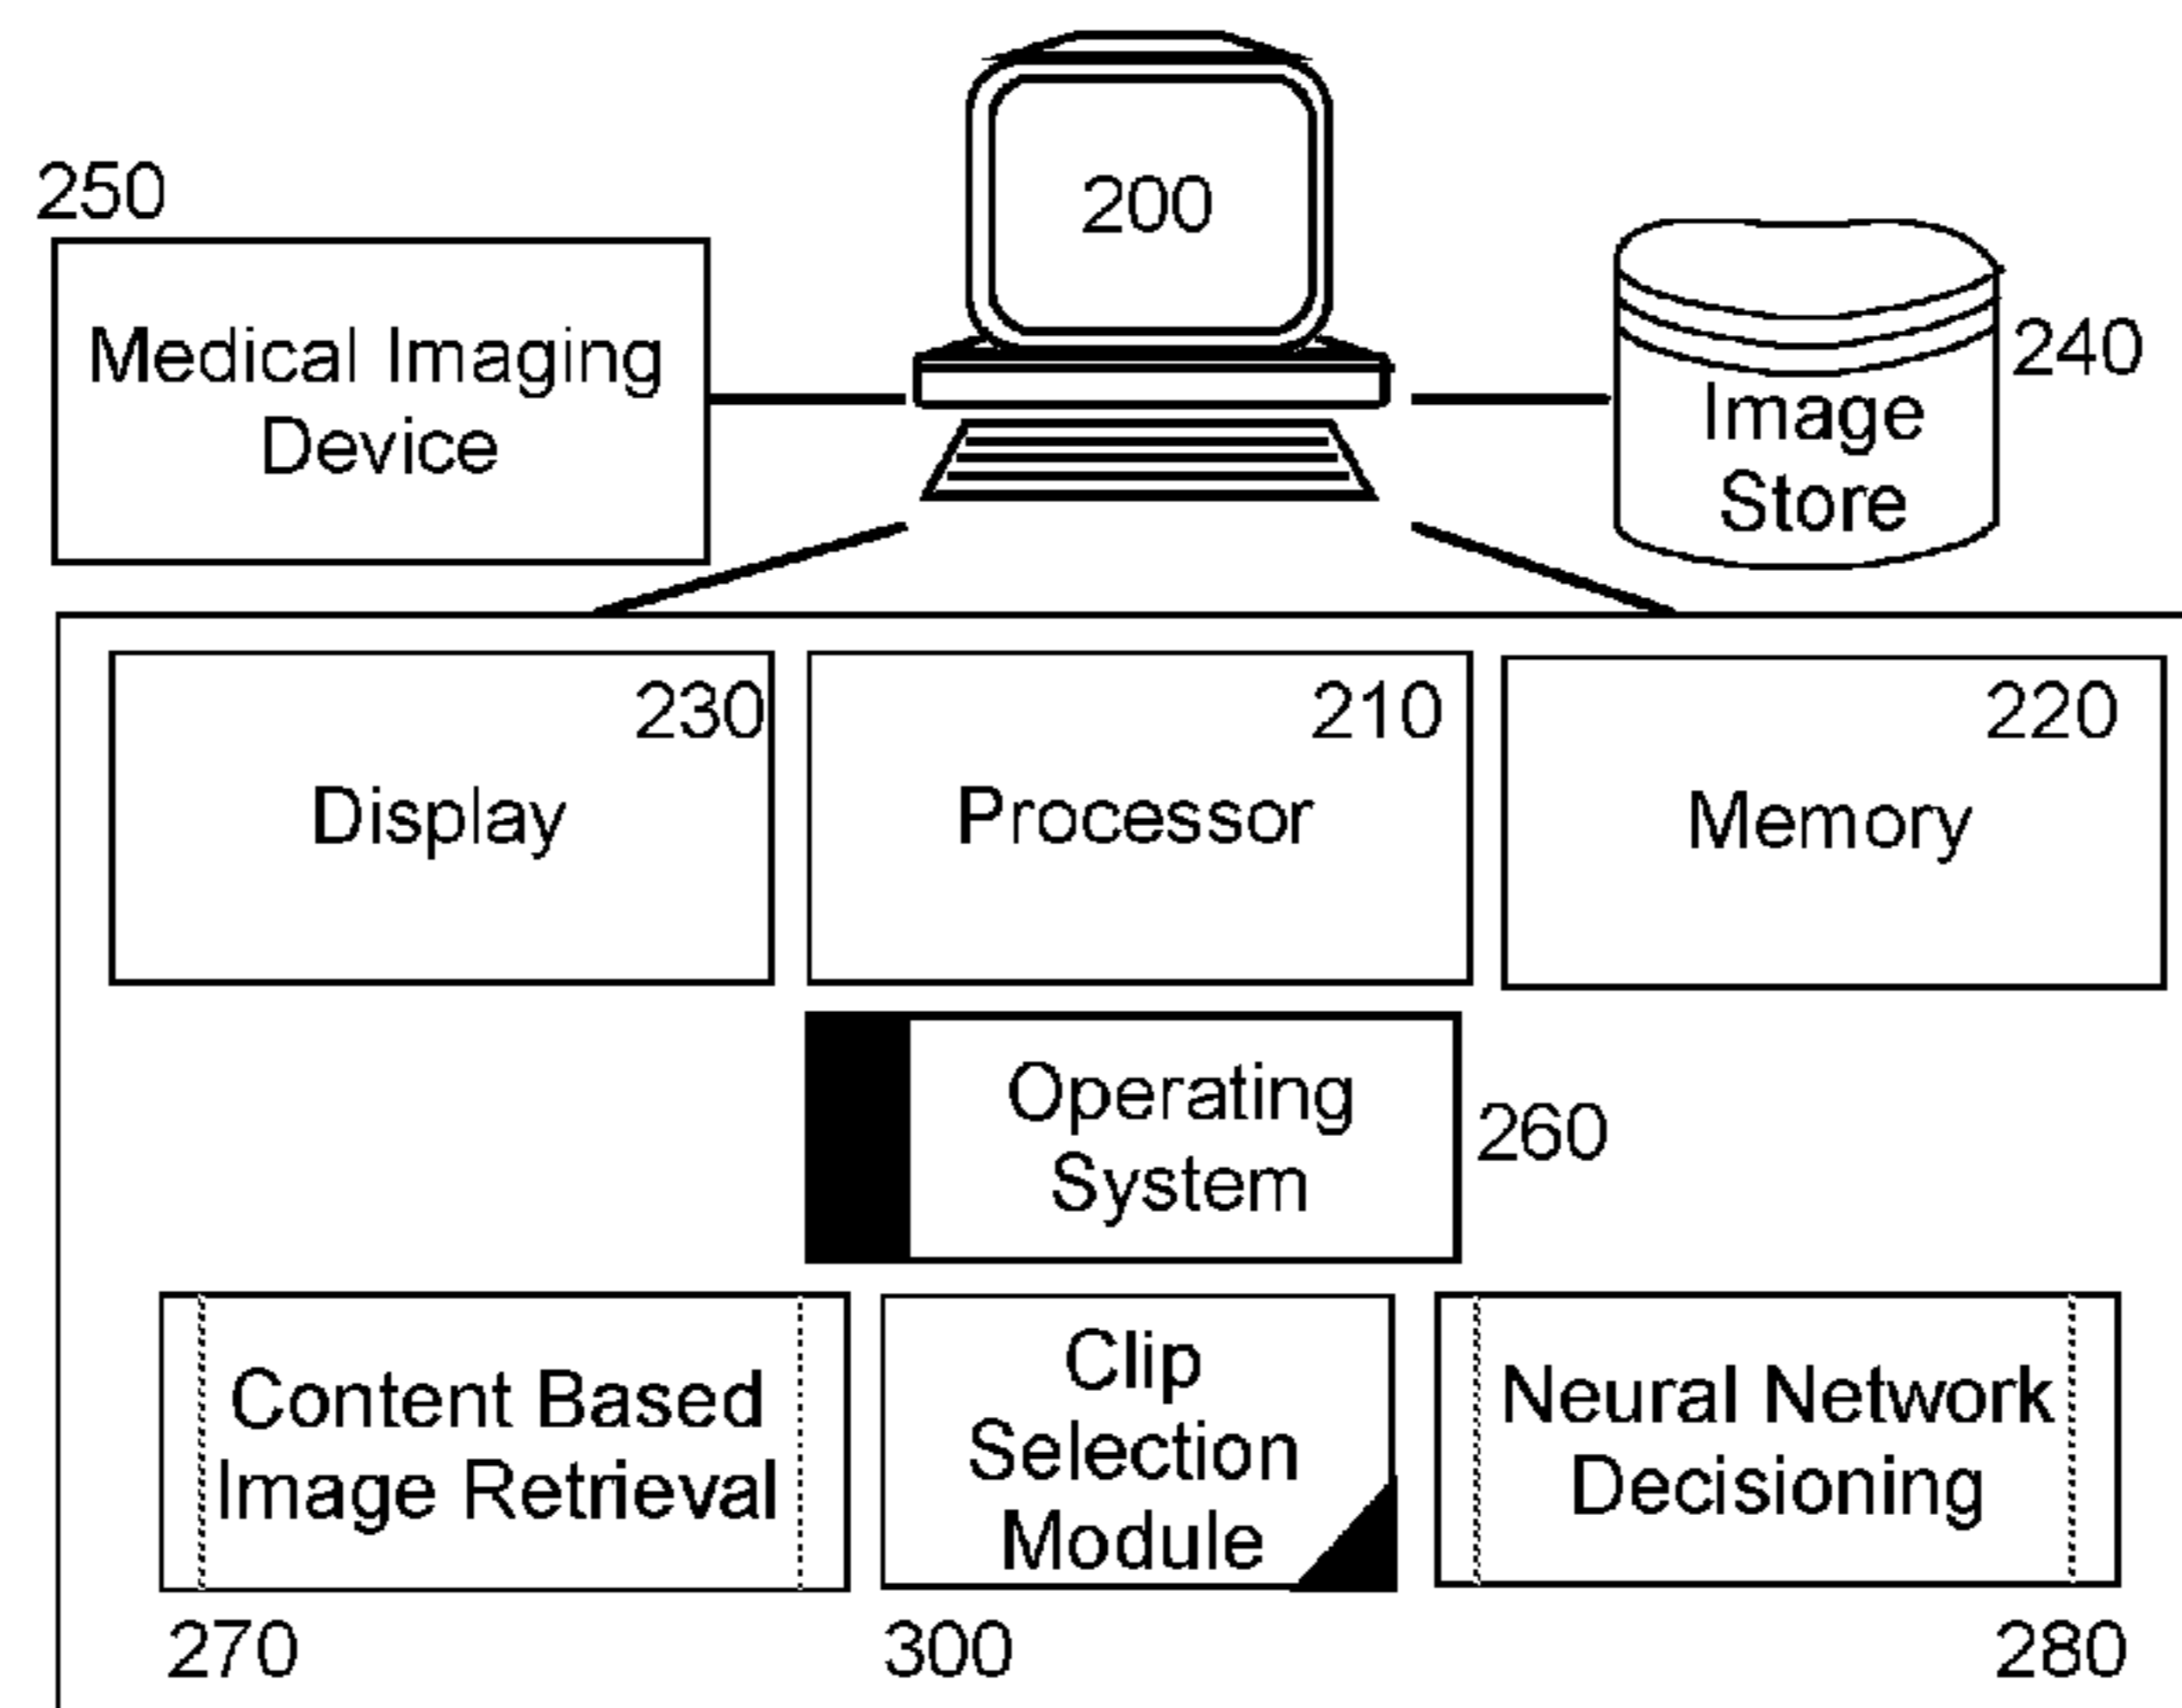 200
250
Medical Imaging
Device
240
Image
Store
230
Display
210
Processor
220
Memory
Operating
System
260
Content Based
Image Retrieval
270
Clip
Selection
Module
300
Neural Network
Decisioning
280